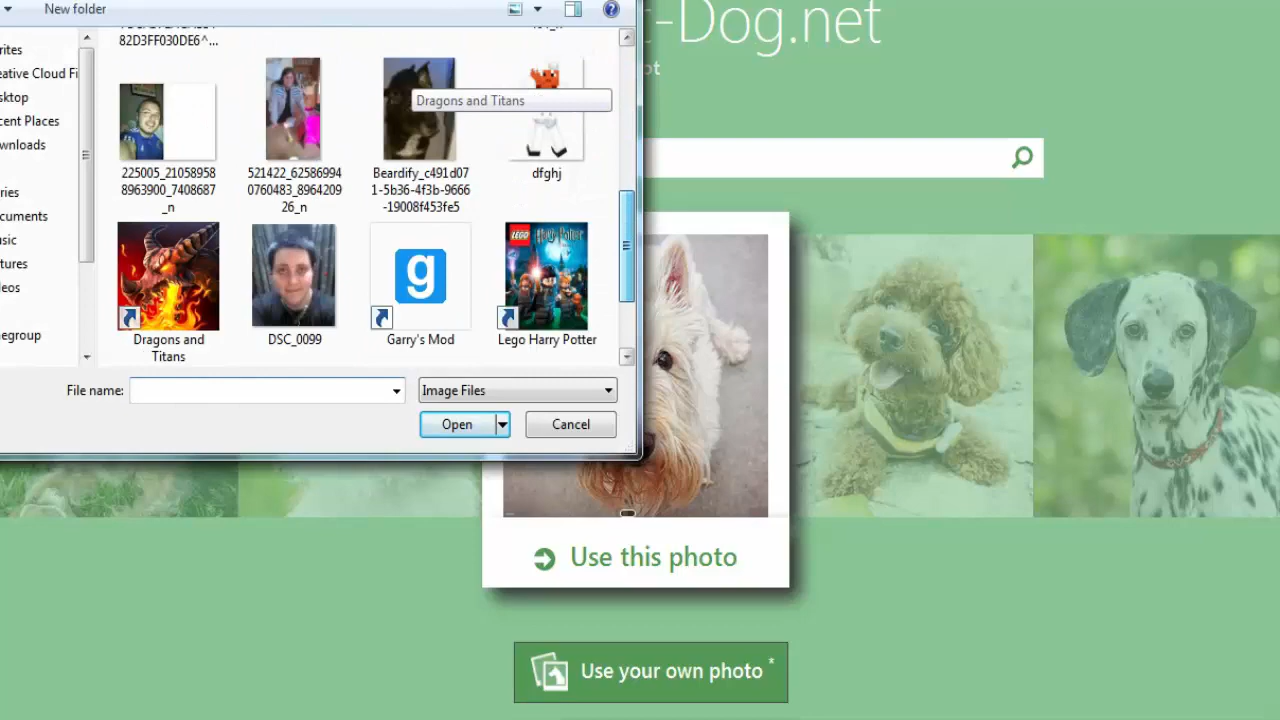 New folder
-Dog.net
82D3FF030DE6^...
rites
eative Cloud Fi
sktop
cent Places
wnloads
ries
cuments
usic
tures
eos
egroup
Dragons and Titans
225005_21058958
8963900_7408687
_n
521422_62586994
0760483_8964209
26_n
Beardify_c491d07
1-5b36-4f3b-9666
-19008f453fe5
dfghj
LEGO Harry Potter
g
Dragons and
Titans
DSC_0099
Garry's Mod
Lego Harry Potter
File name:
Image Files
Open
Cancel
Use this photo
Use your own photo *